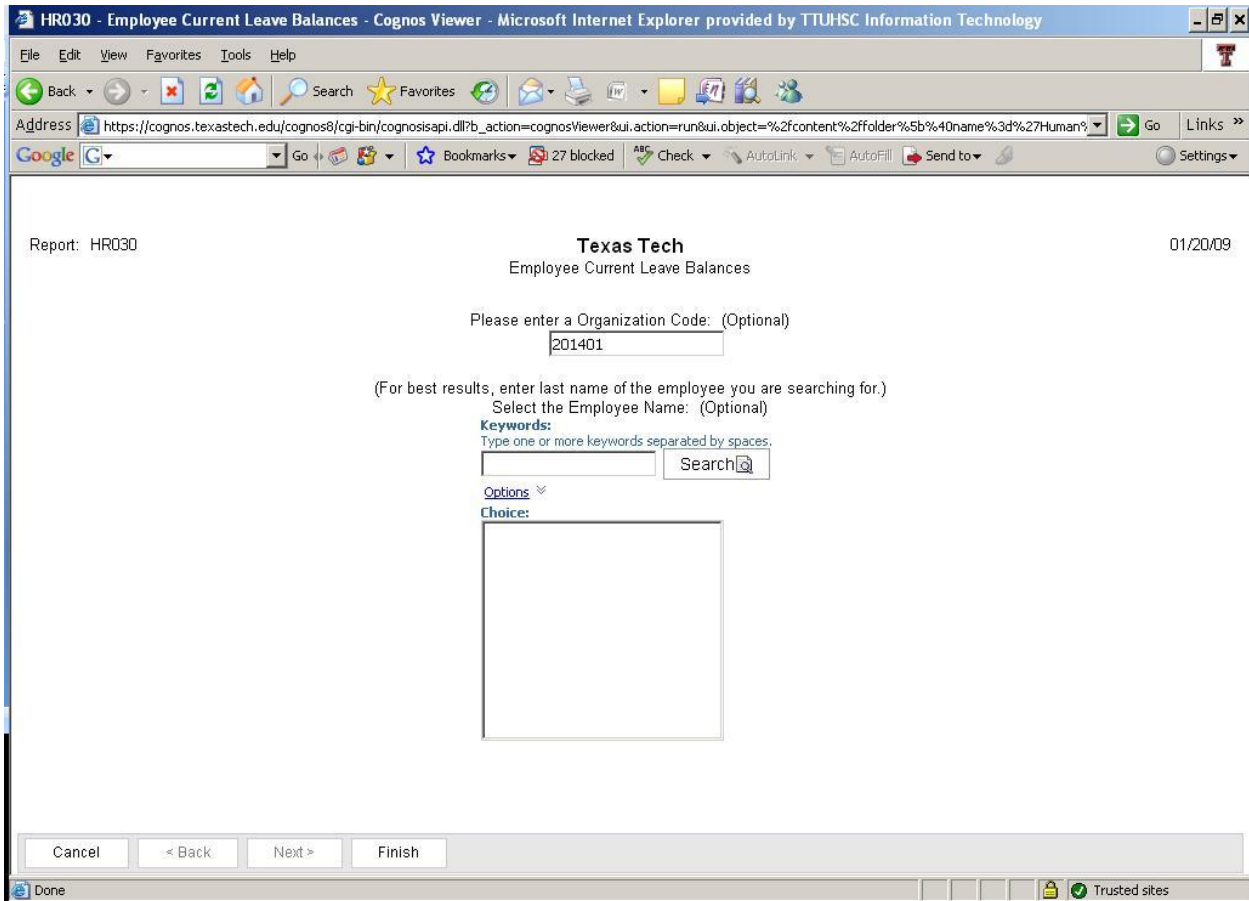 HR030 - Employee Current Leave Balances - Cognos Viewer - Microsoft Internet Explorer provided by TTUHSC Information Technology
File Edit View Favorites Tools Help
Back Search Favorites
Address https://cognos.texastech.edu/cognos8/cgi-bin/cognosisapi.dll?b_action=cognosViewer&ui.action=run&ui.object=%2fcontent%2ffolder%5b%40name%3d%27Human% Go Links »
Google G Go Bookmarks 27 blocked ABC Check AutoLink AutoFill Send to Settings
Report: HR030 Texas Tech 01/20/09
Employee Current Leave Balances
Please enter a Organization Code: (Optional)
201401
(For best results, enter last name of the employee you are searching for.)
Select the Employee Name: (Optional)
Keywords:
Type one or more keywords separated by spaces.
Search
Options
Choice:
Cancel < Back Next > Finish
Done Trusted sites